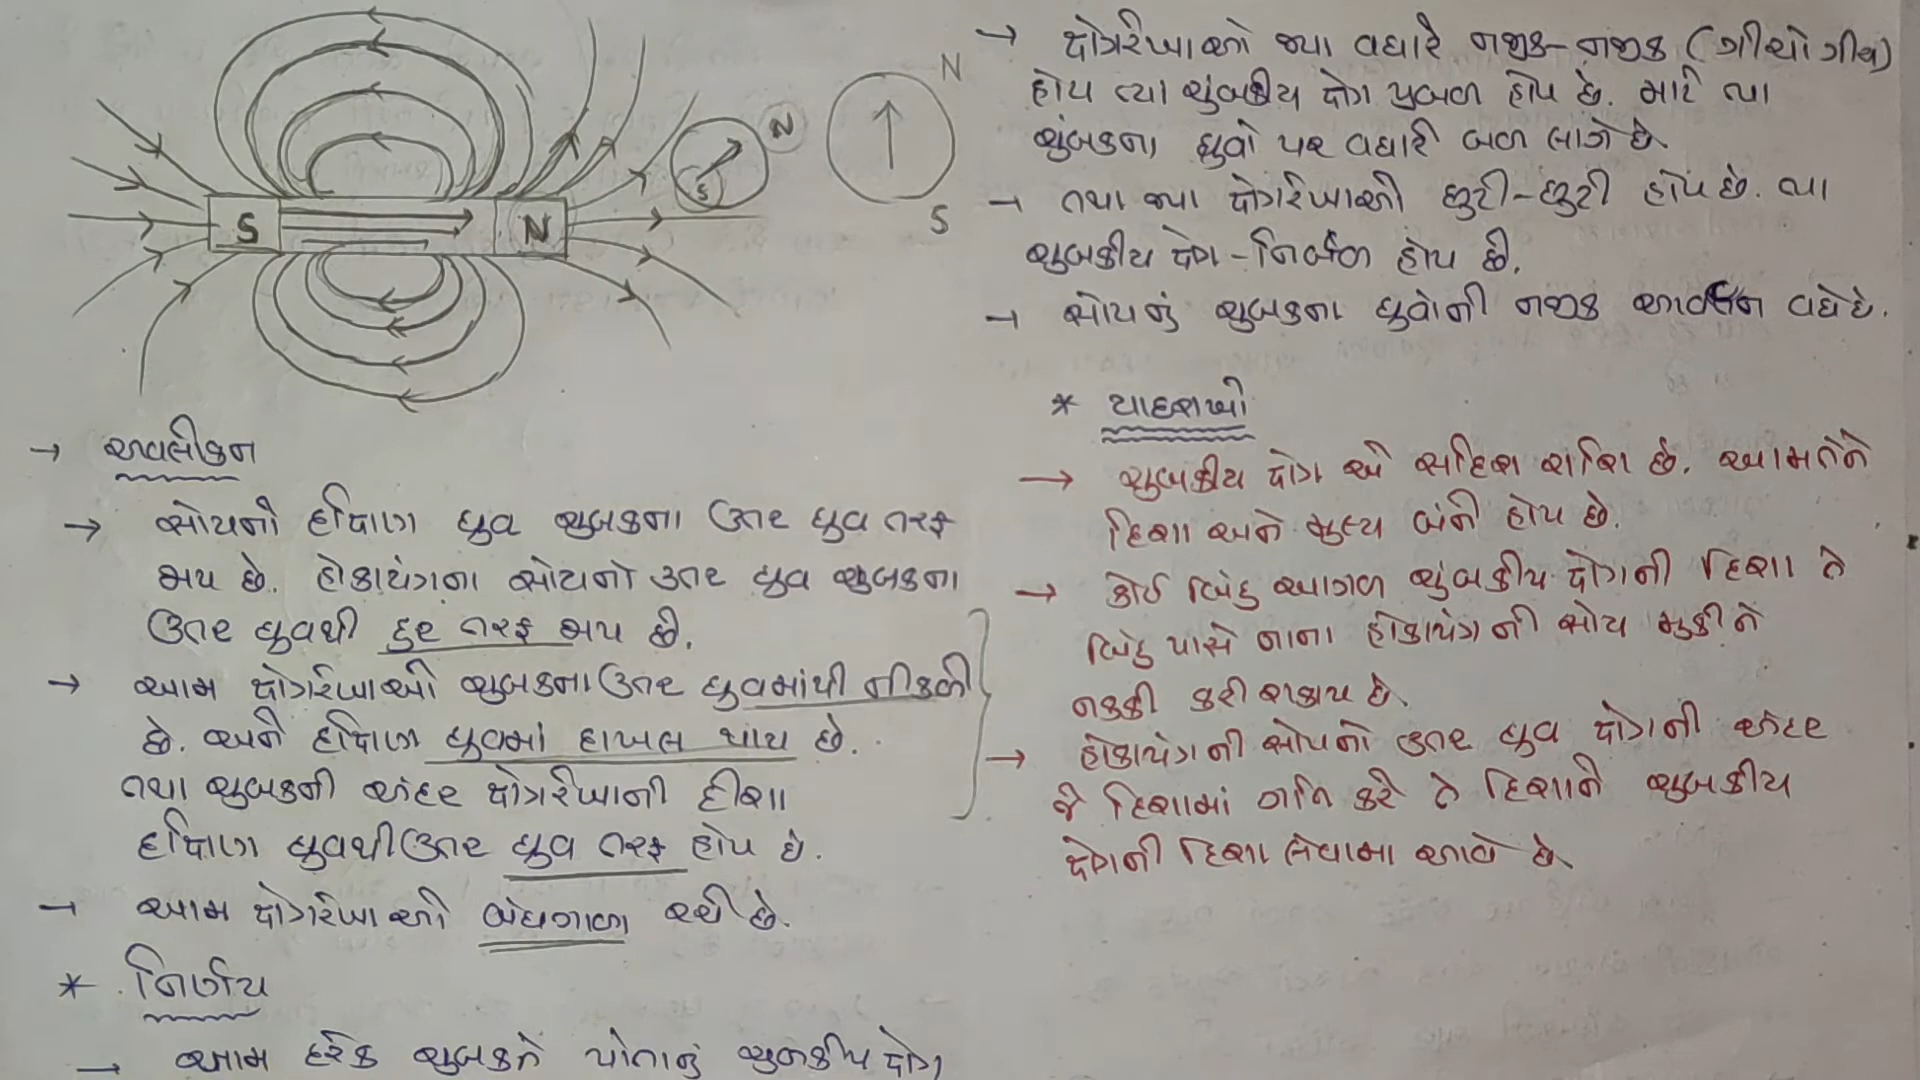 S
N
N
S
N
S
→ અવલોકન
→ સોયનો દક્ષિણ ધ્રુવ ચુંબકના ઉત્તર ધ્રુવ તરફ
જાય છે. હોકાયંત્રના સોયનો ઉત્તર ધ્રુવ ચુબકના
ઉત્તર ધ્રુવથી દુર તરફ જાય છે.
→ આમ ક્ષેત્રરેખાઓ ચુબકના ઉત્તર ધ્રુવમાંથી નીકળી
છે. અને દક્ષિણ ધ્રુવમાં દાખલ થાય છે.
તથા ચુબકની અંદર ક્ષેત્રરેખાની દીશા
દક્ષિણ ધ્રુવથી ઉત્તર ધ્રુવ તરફ હોય છે.
→ આમ ક્ષેત્રરેખાઓ બંધગાળા રચે છે.
* નિર્ણય
→ આમ દરેક ચુબકને પોતાનું ચુબકીય ક્ષેત્ર
→ ક્ષેત્રરેખાઓ જ્યા વધારે નજીક-નજીક (ગીચોગીચ)
હોય ત્યા ચુંબકીય ક્ષેત્ર પ્રબળ હોય છે. માટે ત્યા
ચુંબકના ધ્રુવો પર વધારે બળ લાગે છે.
→ તથા જ્યા ક્ષેત્રરેખાઓ છુટી-છુટી હોય છે. ત્યા
ચુબકીય ક્ષેત્ર - નિર્બળ હોય છે.
→ સોયનું ચુબકના ધ્રુવોની નજીક આવર્તન વધે છે.
* યાદરાખો
→ ચુબકીય ક્ષેત્ર એ સદિશ રાશિ છે. આમ તેને
દિશા અને મુલ્ય બંને હોય છે.
→ કોઈ બિંદુ આગળ ચુંબકીય ક્ષેત્રની દિશા તે
બિંદુ પાસે નાના હોકાયંત્રની સોય મુકીને
નક્કી કરી શકાય છે.
→ હોકાયંત્રની સોયનો ઉત્તર ધ્રુવ ક્ષેત્રની અંદર
જે દિશામાં ગતિ કરે તે દિશાને ચુબકીય
ક્ષેત્રની દિશા લેવામા આવે છે.